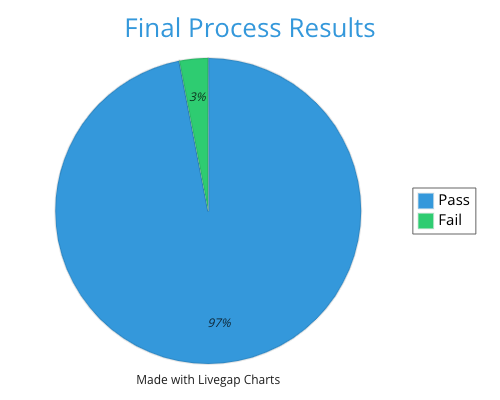 Final Process Results
3%
Pass
Fail
97%
Made with Livegap Charts